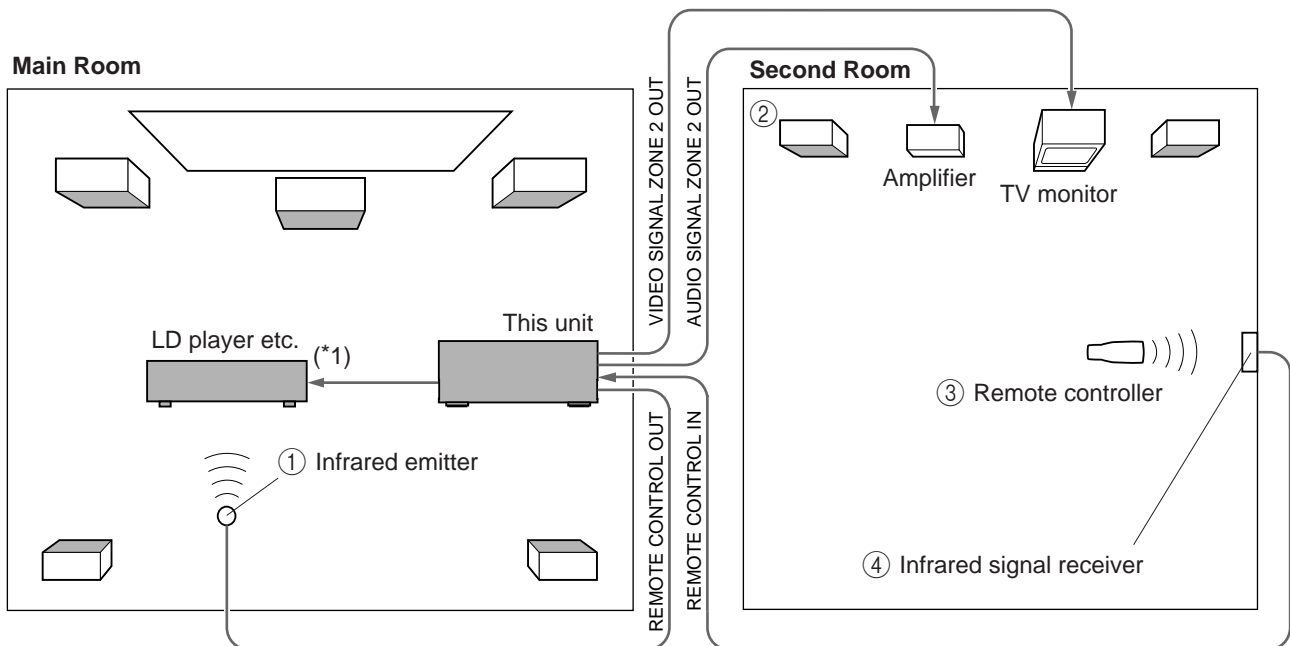 Main Room
Second Room
VIDEO SIGNAL ZONE 2 OUT
AUDIO SIGNAL ZONE 2 OUT
②
Amplifier
TV monitor
This unit
LD player etc.
(*1)
③ Remote controller
① Infrared emitter
REMOTE CONTROL OUT
REMOTE CONTROL IN
④ Infrared signal receiver